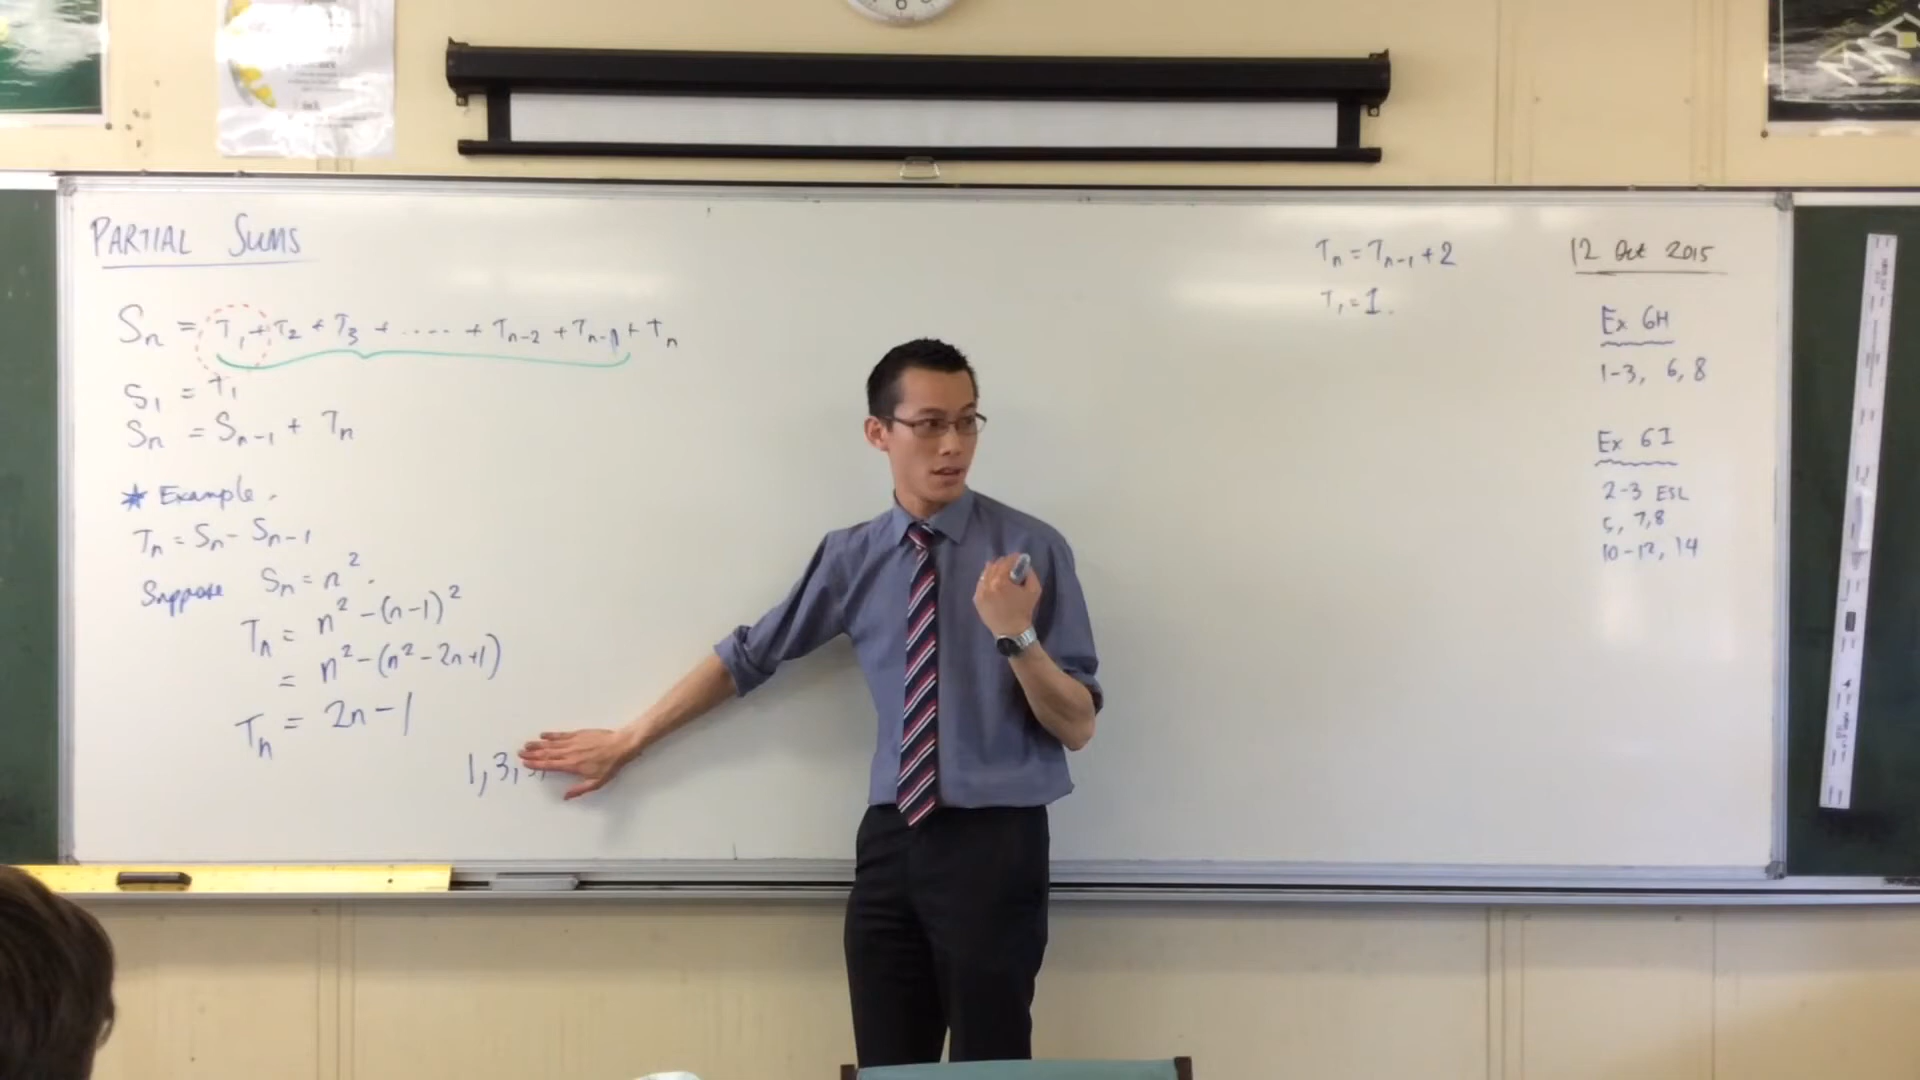 PARTIAL SUMS
Sn = T1 + T2 + T3 + ..... + Tn-2 + Tn-1 + Tn
S1 = T1
Sn = Sn-1 + Tn
* Example.
Tn = Sn - Sn-1
Suppose Sn = n².
Tn = n² - (n-1)²
= n² - (n² - 2n + 1)
Tn = 2n - 1
1, 3,
Tn = Tn-1 + 2
T1 = 1.
12 Oct 2015
Ex 6H
1-3, 6, 8
Ex 6I
2-3 ESL
5, 7, 8
10-12, 14